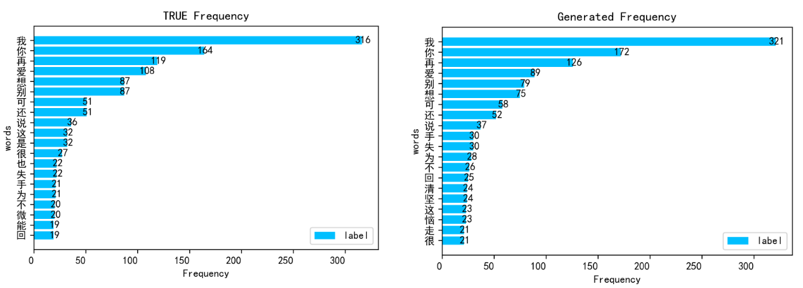 TRUE Frequency
words
我 316
你 164
再 119
爱 108
想 87
别 87
可 51
还 51
说 36
这 32
是 32
很 27
也 22
失 22
手 21
为 21
不 20
微 20
能 19
回 19
0 50 100 150 200 250 300
Frequency
label
Generated Frequency
words
我 321
你 172
再 126
爱 89
别 79
想 75
可 58
还 52
说 37
手 30
失 30
为 28
不 26
回 25
清 24
坚 24
这 23
恼 23
走 21
很 21
0 50 100 150 200 250 300
Frequency
label